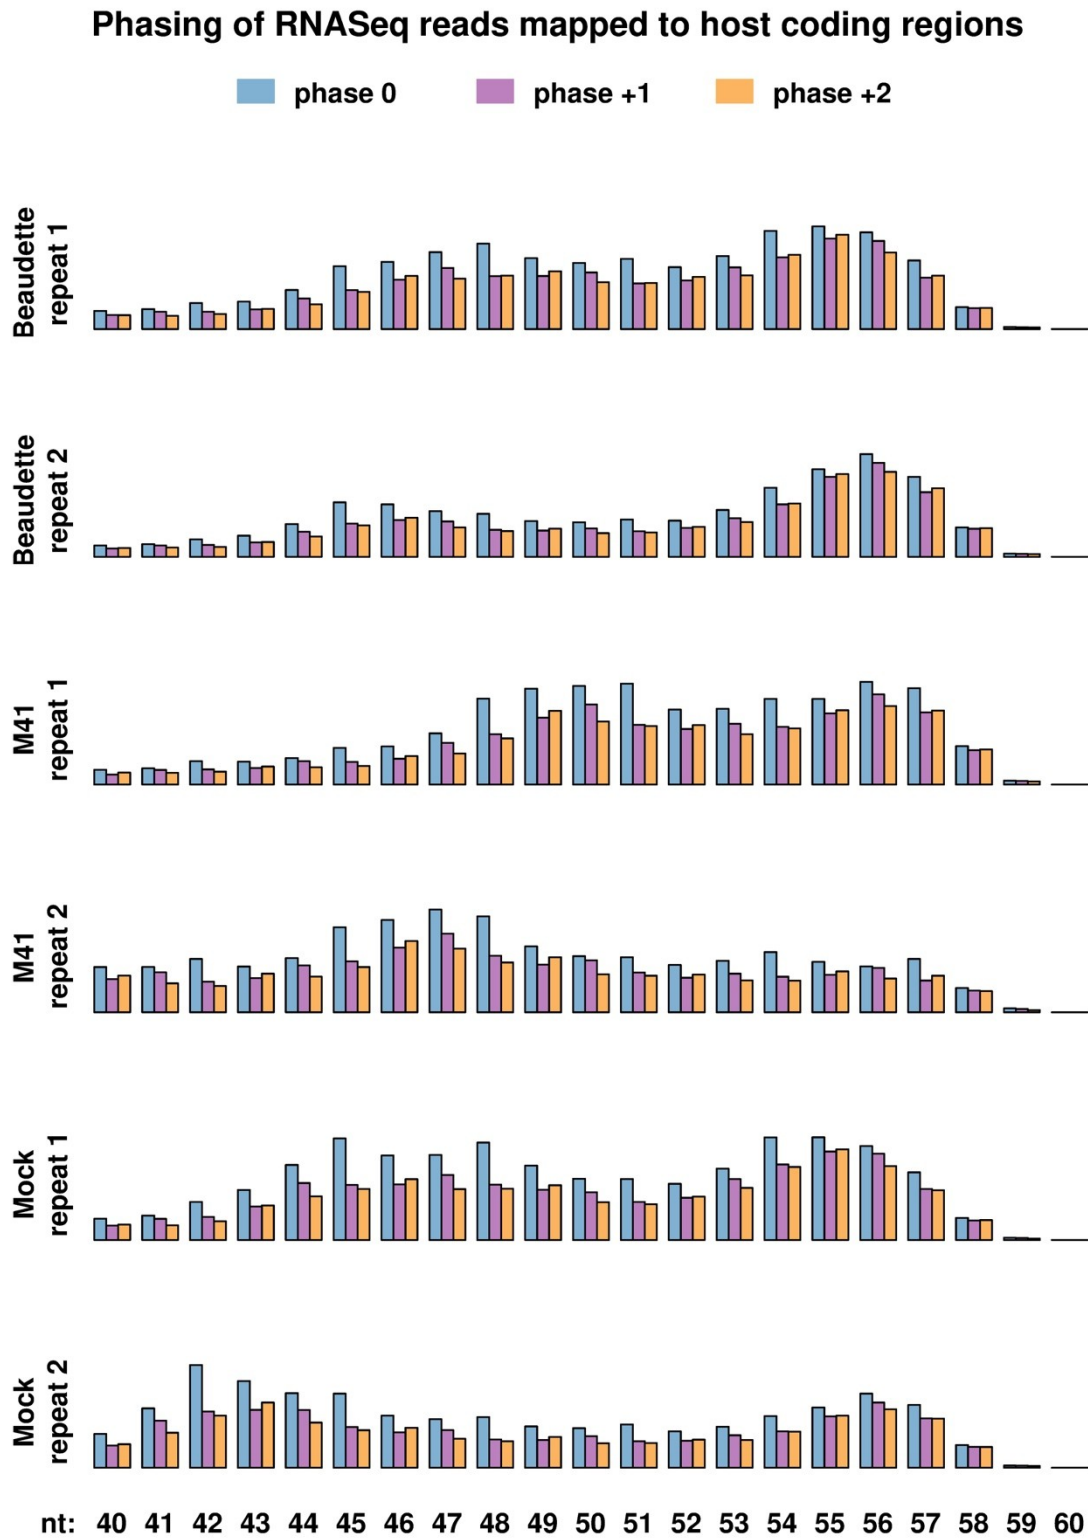 Phasing of RNASeq reads mapped to host coding regions
phase 0 phase +1 phase +2
Beaudette
repeat 1
Beaudette
repeat 2
M41
repeat 1
M41
repeat 2
Mock
repeat 1
Mock
repeat 2
nt: 40 41 42 43 44 45 46 47 48 49 50 51 52 53 54 55 56 57 58 59 60